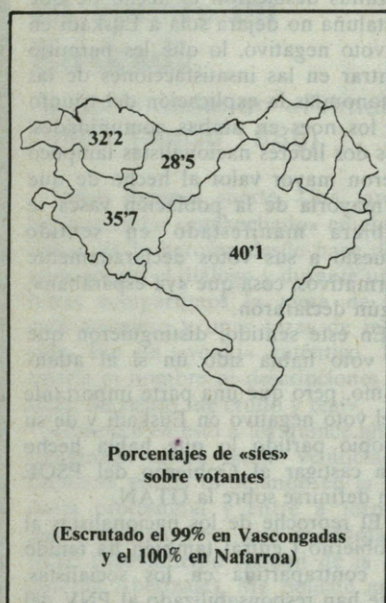 32'2
28'5
35'7
40'1
Porcentajes de «síes»
sobre votantes
(Escrutado el 99% en Vascongadas
y el 100% en Nafarroa)